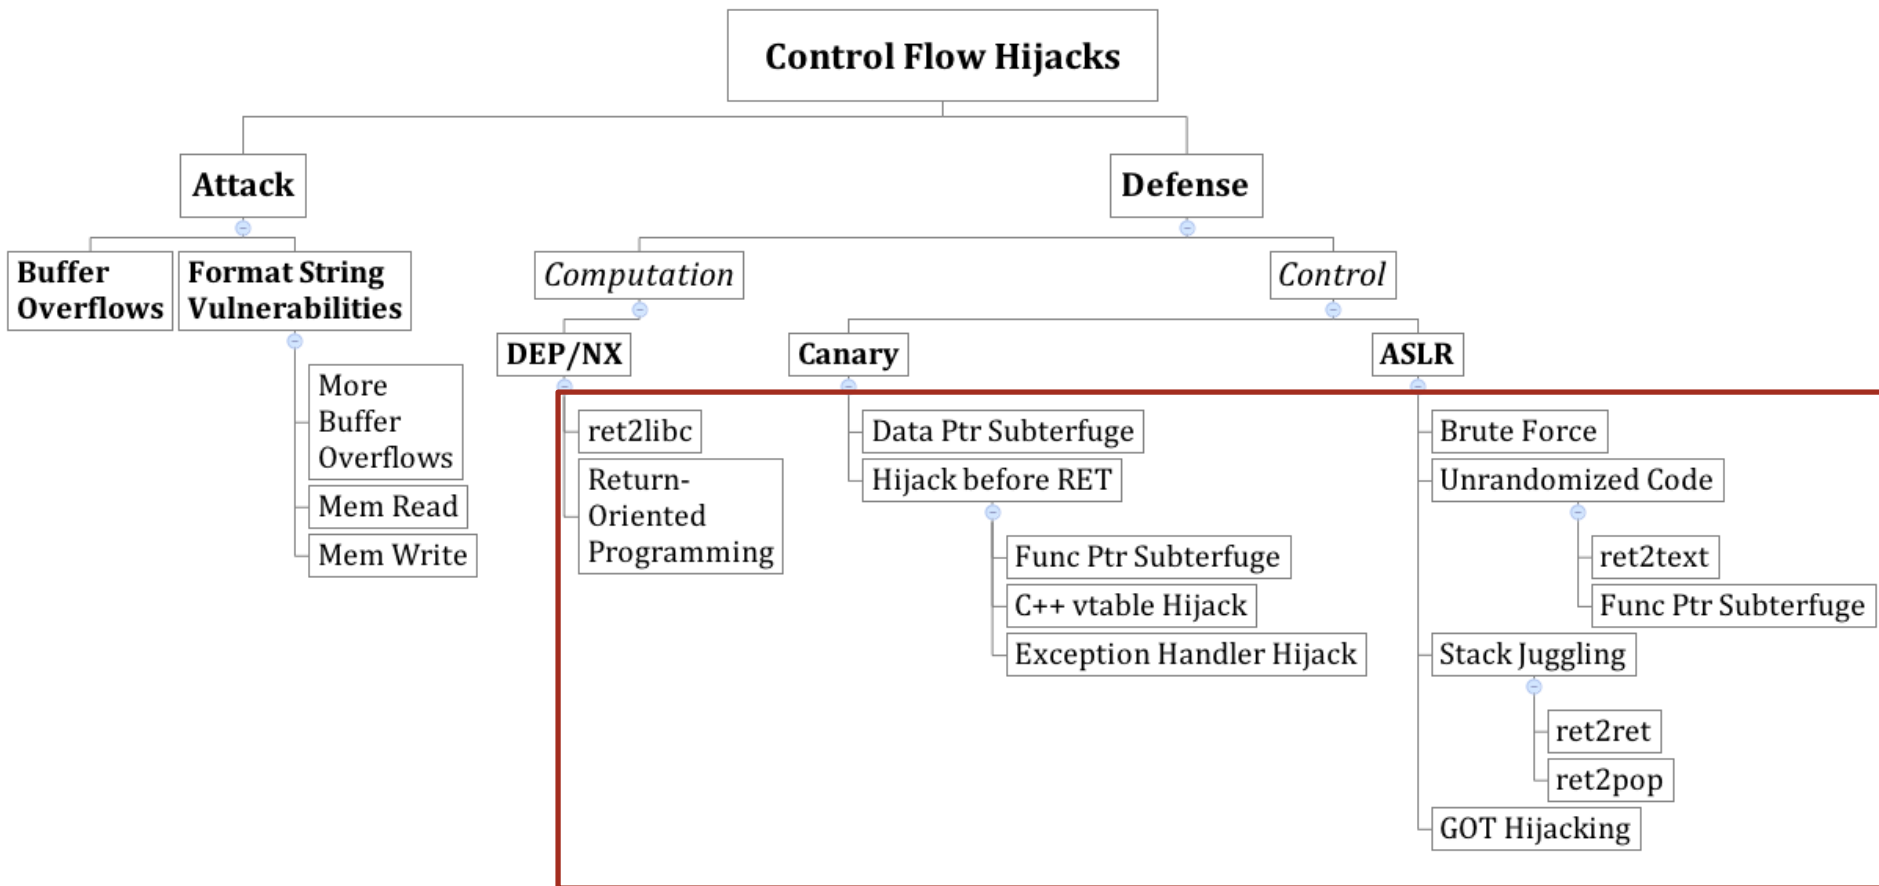 Control Flow Hijacks
Attack
Defense
Buffer
Overflows
Format String
Vulnerabilities
Computation
Control
DEP/NX
Canary
ASLR
More
Buffer
Overflows
Mem Read
Mem Write
ret2libc
Return-
Oriented
Programming
Data Ptr Subterfuge
Hijack before RET
Func Ptr Subterfuge
C++ vtable Hijack
Exception Handler Hijack
Brute Force
Unrandomized Code
ret2text
Func Ptr Subterfuge
Stack Juggling
ret2ret
ret2pop
GOT Hijacking